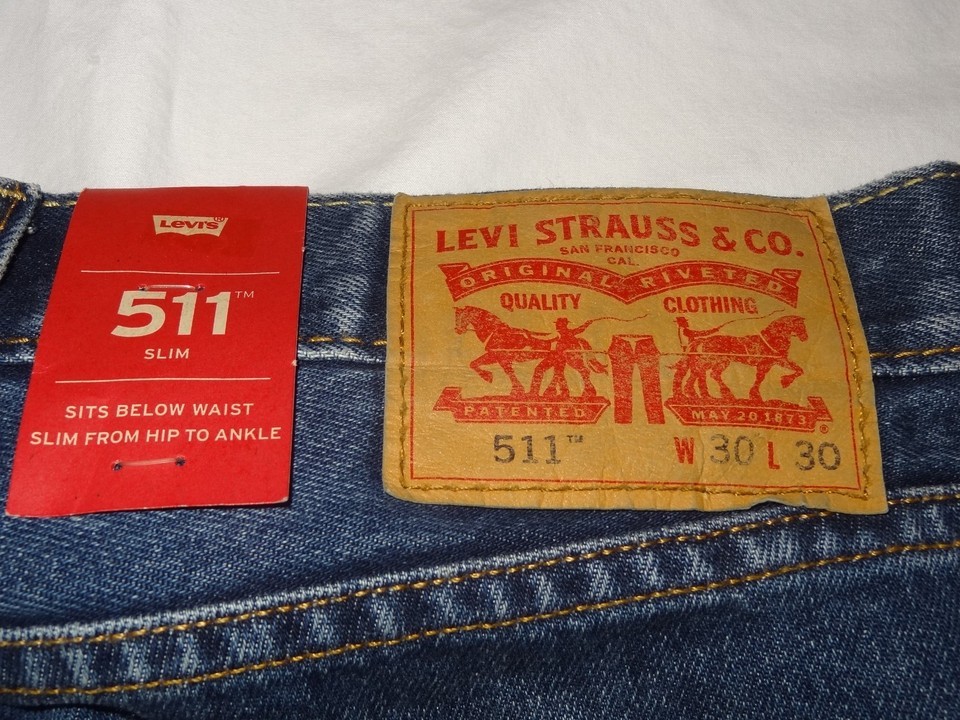 LEVI'S
511™
SLIM
SITS BELOW WAIST
SLIM FROM HIP TO ANKLE
LEVI STRAUSS & CO.
SAN FRANCISCO
CAL.
ORIGINAL RIVETED
QUALITY CLOTHING
PATENTED MAY 20 1873 ®
511™ W 30 L 30